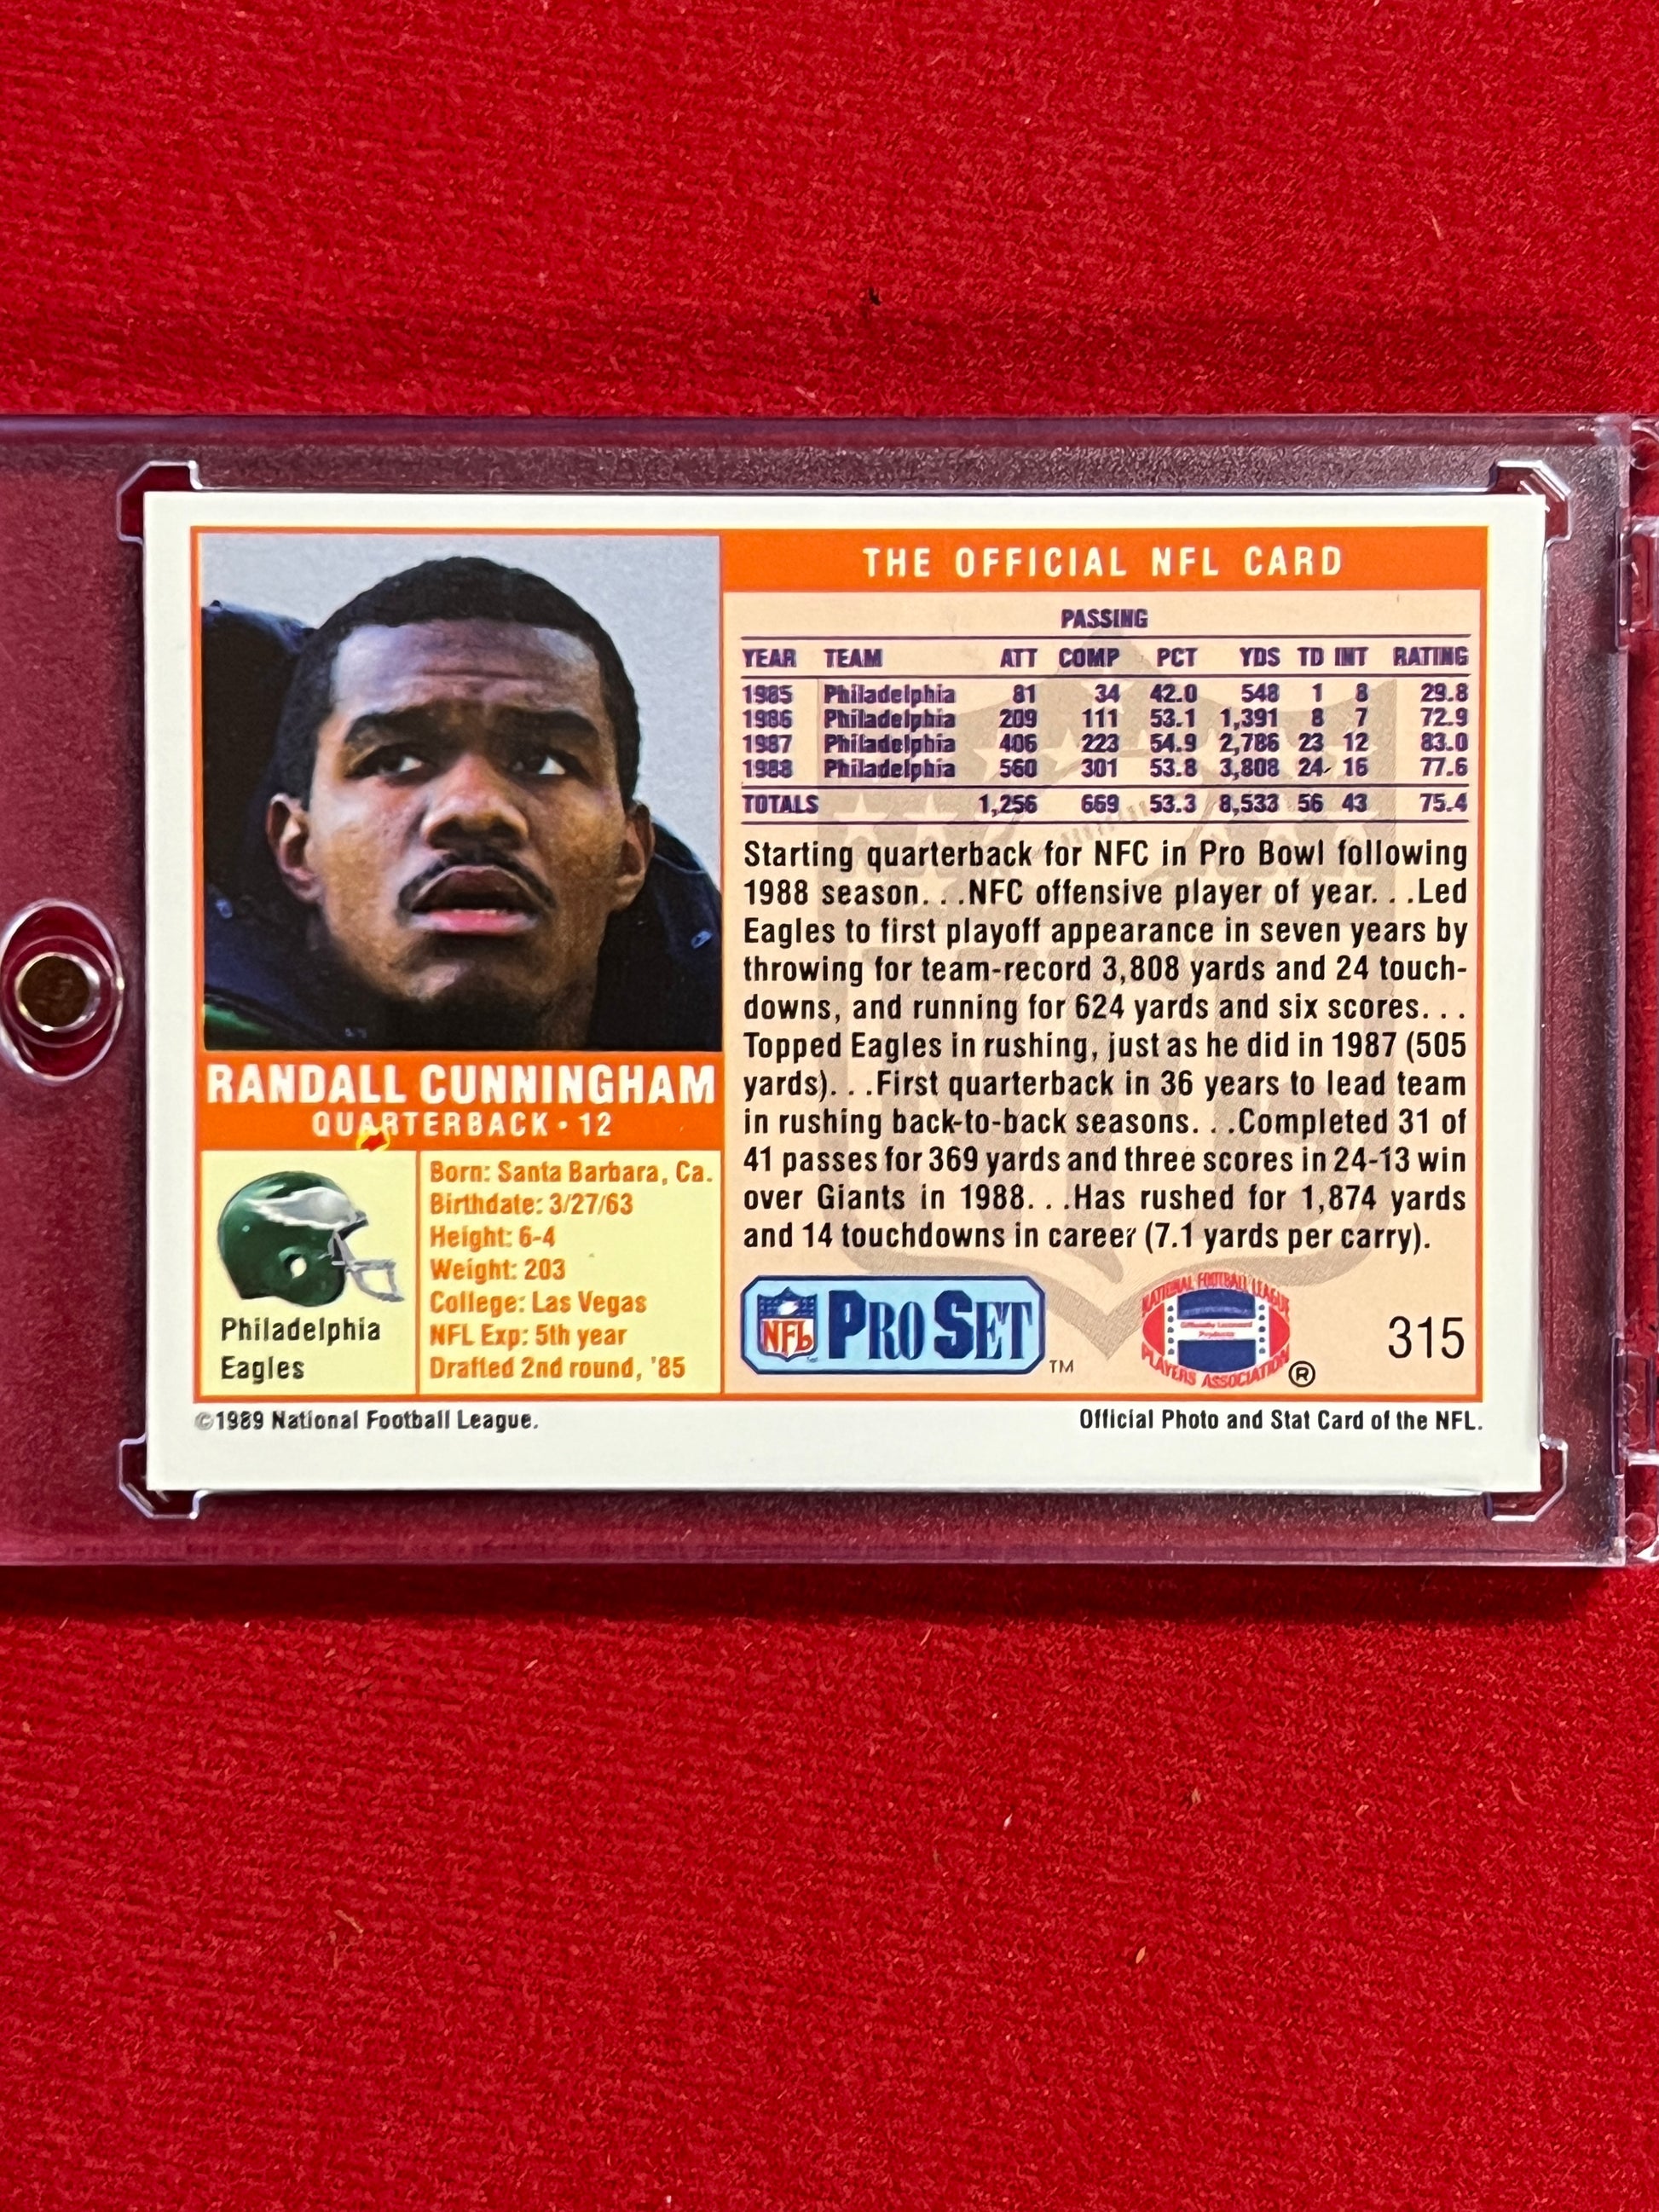 THE OFFICIAL NFL CARD
PASSING
YEAR TEAM ATT COMP PCT YDS TD INT RATING
1985 Philadelphia 81 34 42.0 548 1 8 29.8
1986 Philadelphia 209 111 53.1 1,391 8 7 72.9
1987 Philadelphia 406 223 54.9 2,786 23 12 83.0
1988 Philadelphia 560 301 53.8 3,808 24 16 77.6
TOTALS 1,256 669 53.3 8,533 56 43 75.4
Starting quarterback for NFC in Pro Bowl following
1988 season. . .NFC offensive player of year. . .Led
Eagles to first playoff appearance in seven years by
throwing for team-record 3,808 yards and 24 touch-
downs, and running for 624 yards and six scores. . .
Topped Eagles in rushing, just as he did in 1987 (505
yards). . .First quarterback in 36 years to lead team
in rushing back-to-back seasons. . .Completed 31 of
41 passes for 369 yards and three scores in 24-13 win
over Giants in 1988. . .Has rushed for 1,874 yards
and 14 touchdowns in career (7.1 yards per carry).
RANDALL CUNNINGHAM
QUARTERBACK • 12
Philadelphia
Eagles
Born: Santa Barbara, Ca.
Birthdate: 3/27/63
Height: 6-4
Weight: 203
College: Las Vegas
NFL Exp: 5th year
Drafted 2nd round, '85
NFL PRO SET TM
NATIONAL FOOTBALL LEAGUE
Officially Licensed
Products
PLAYERS ASSOCIATION ®
315
©1989 National Football League.
Official Photo and Stat Card of the NFL.
NFL